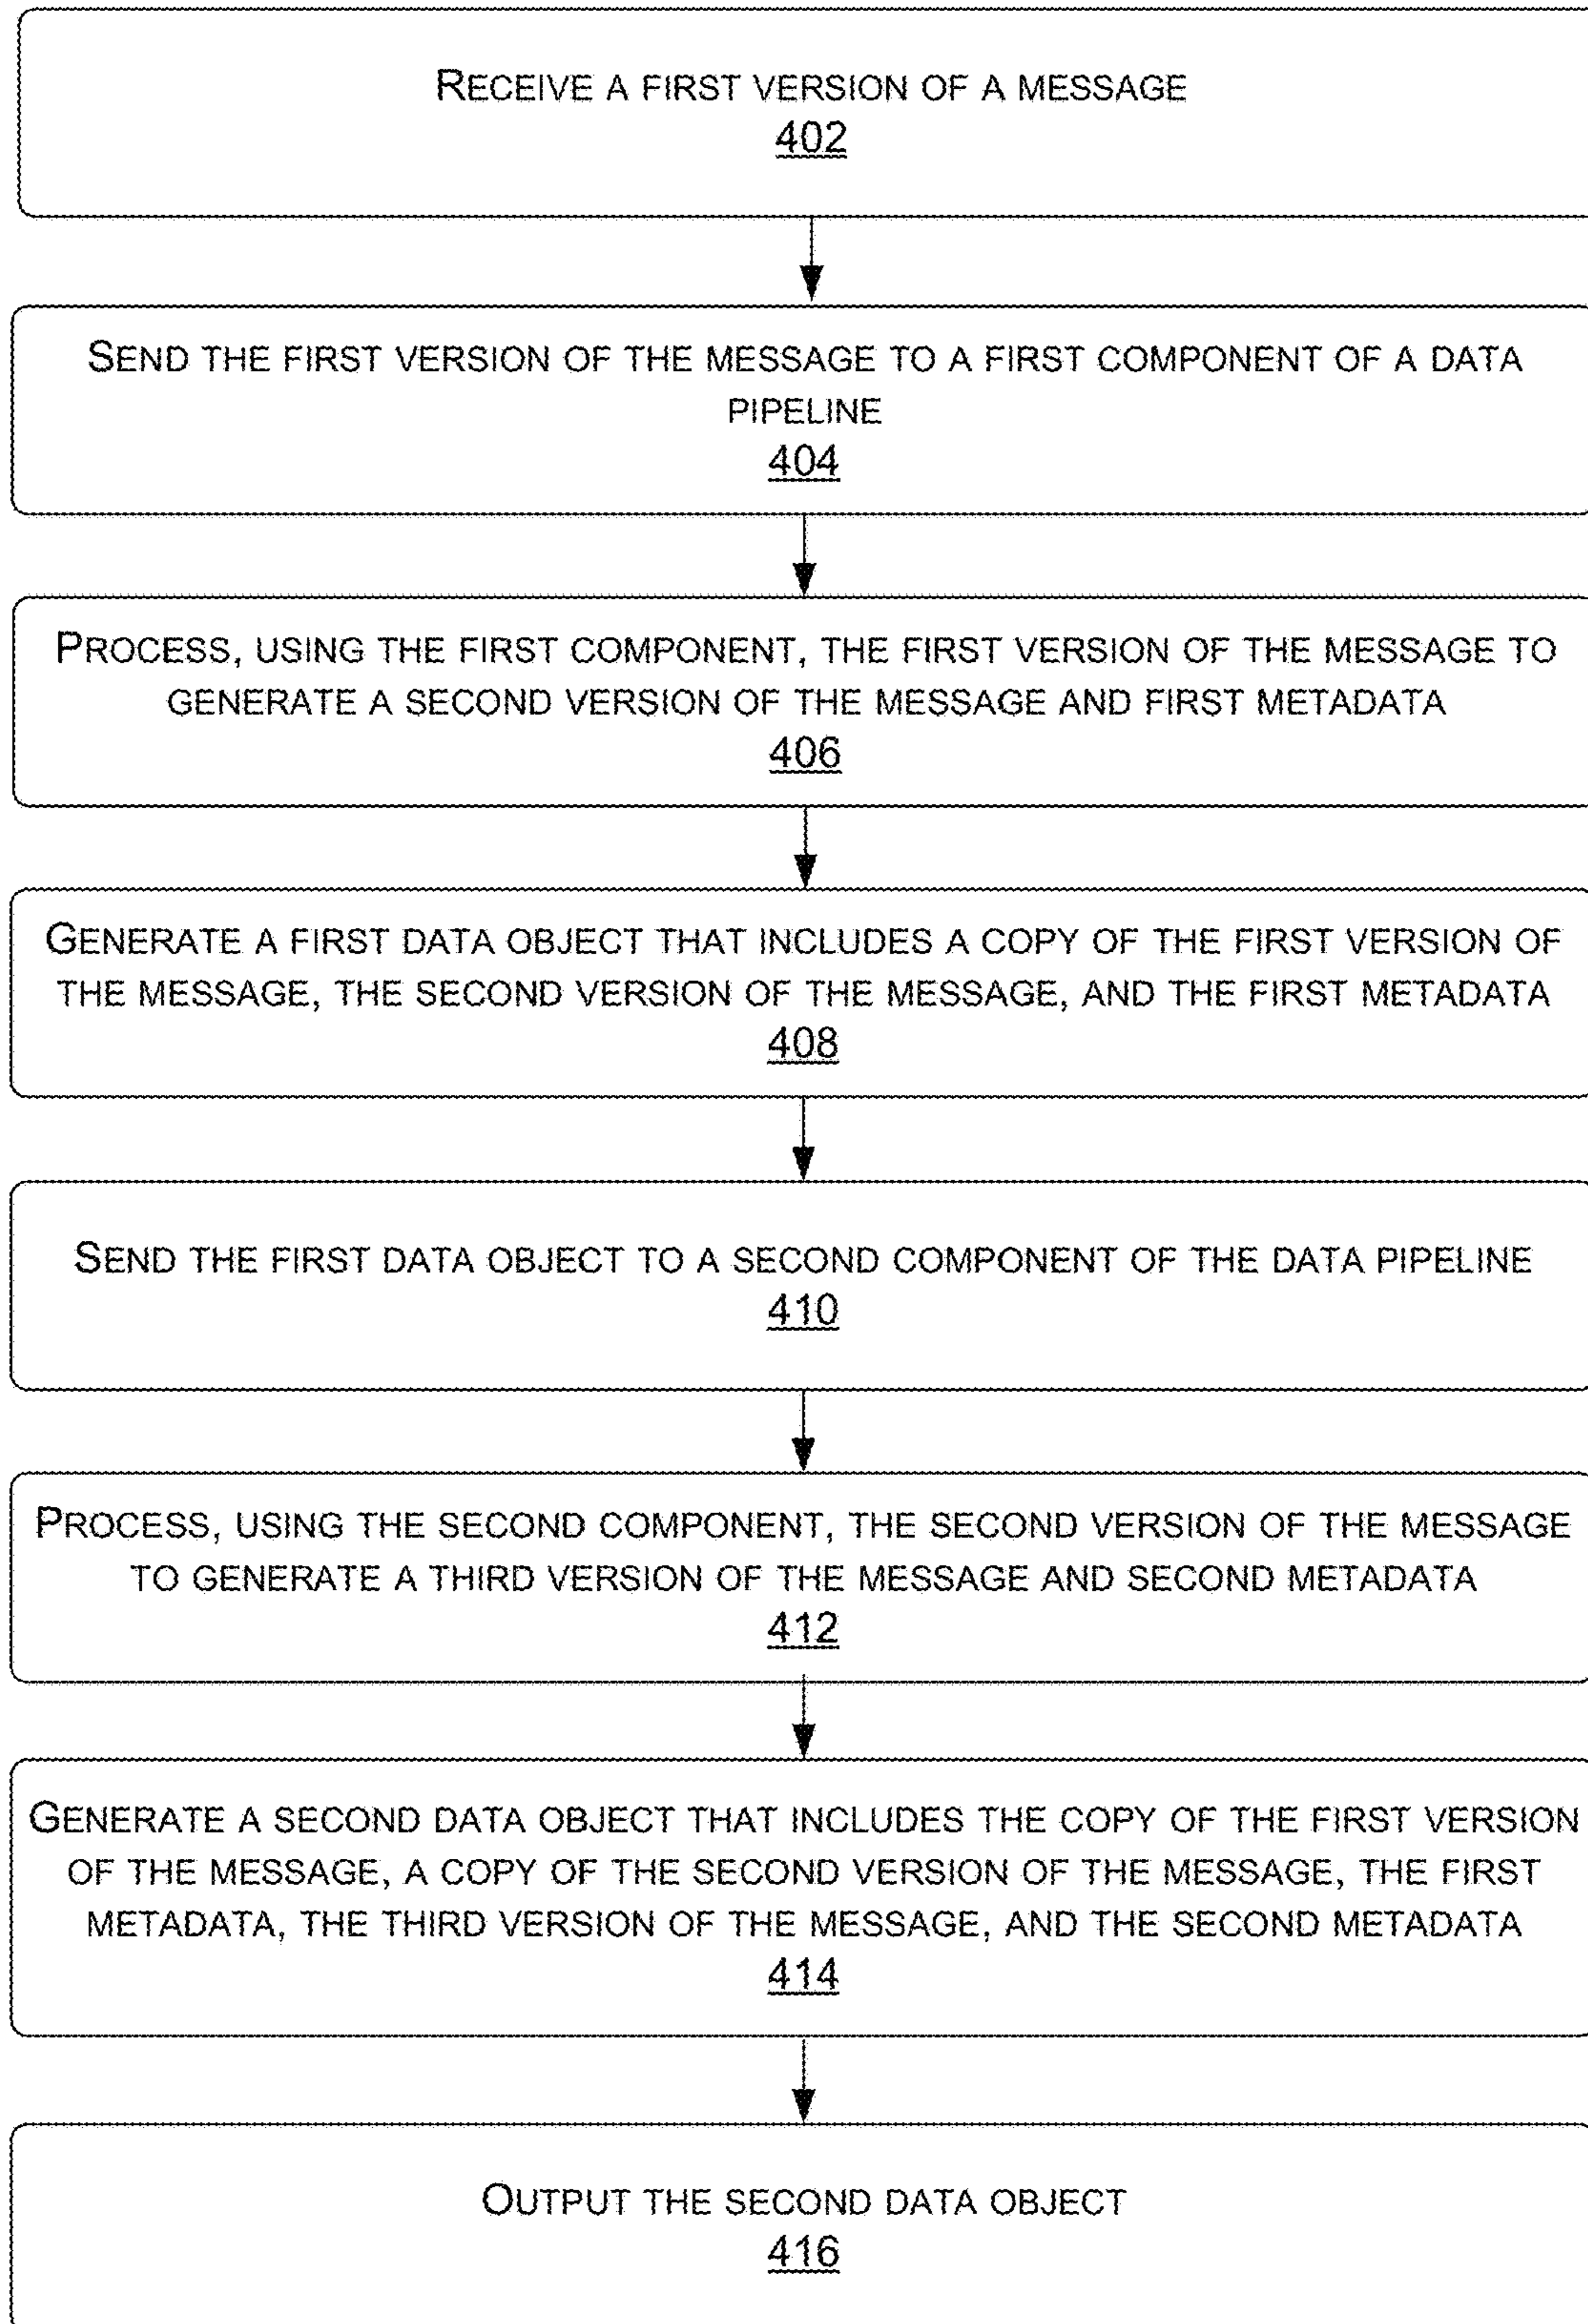 RECEIVE A FIRST VERSION OF A MESSAGE
402
SEND THE FIRST VERSION OF THE MESSAGE TO A FIRST COMPONENT OF A DATA
PIPELINE
404
PROCESS, USING THE FIRST COMPONENT, THE FIRST VERSION OF THE MESSAGE TO
GENERATE A SECOND VERSION OF THE MESSAGE AND FIRST METADATA
406
GENERATE A FIRST DATA OBJECT THAT INCLUDES A COPY OF THE FIRST VERSION OF
THE MESSAGE, THE SECOND VERSION OF THE MESSAGE, AND THE FIRST METADATA
408
SEND THE FIRST DATA OBJECT TO A SECOND COMPONENT OF THE DATA PIPELINE
410
PROCESS, USING THE SECOND COMPONENT, THE SECOND VERSION OF THE MESSAGE
TO GENERATE A THIRD VERSION OF THE MESSAGE AND SECOND METADATA
412
GENERATE A SECOND DATA OBJECT THAT INCLUDES THE COPY OF THE FIRST VERSION
OF THE MESSAGE, A COPY OF THE SECOND VERSION OF THE MESSAGE, THE FIRST
METADATA, THE THIRD VERSION OF THE MESSAGE, AND THE SECOND METADATA
414
OUTPUT THE SECOND DATA OBJECT
416